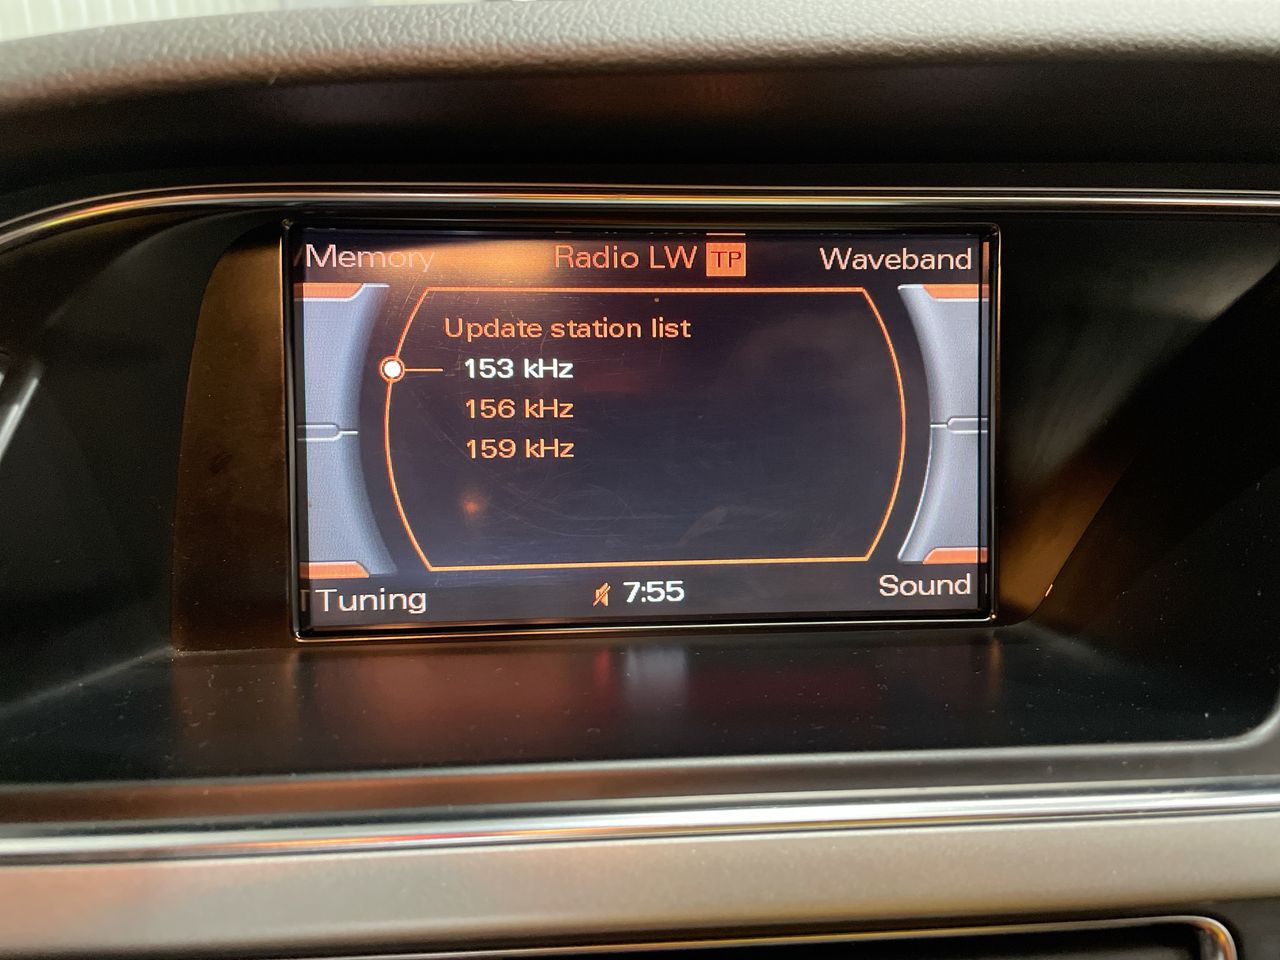 Memory Radio LW TP Waveband
Update station list
153 kHz
156 kHz
159 kHz
Tuning 7:55 Sound